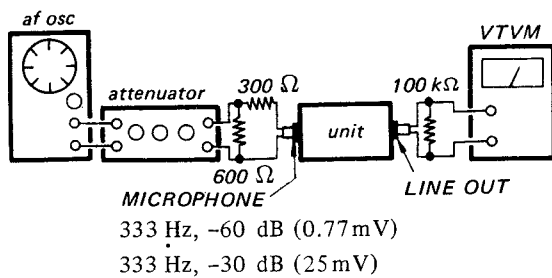 af osc
VTVM
attenuator
300 Ω
100 kΩ
unit
600 Ω
MICROPHONE
LINE OUT
333 Hz, -60 dB (0.77mV)
333 Hz, -30 dB (25mV)